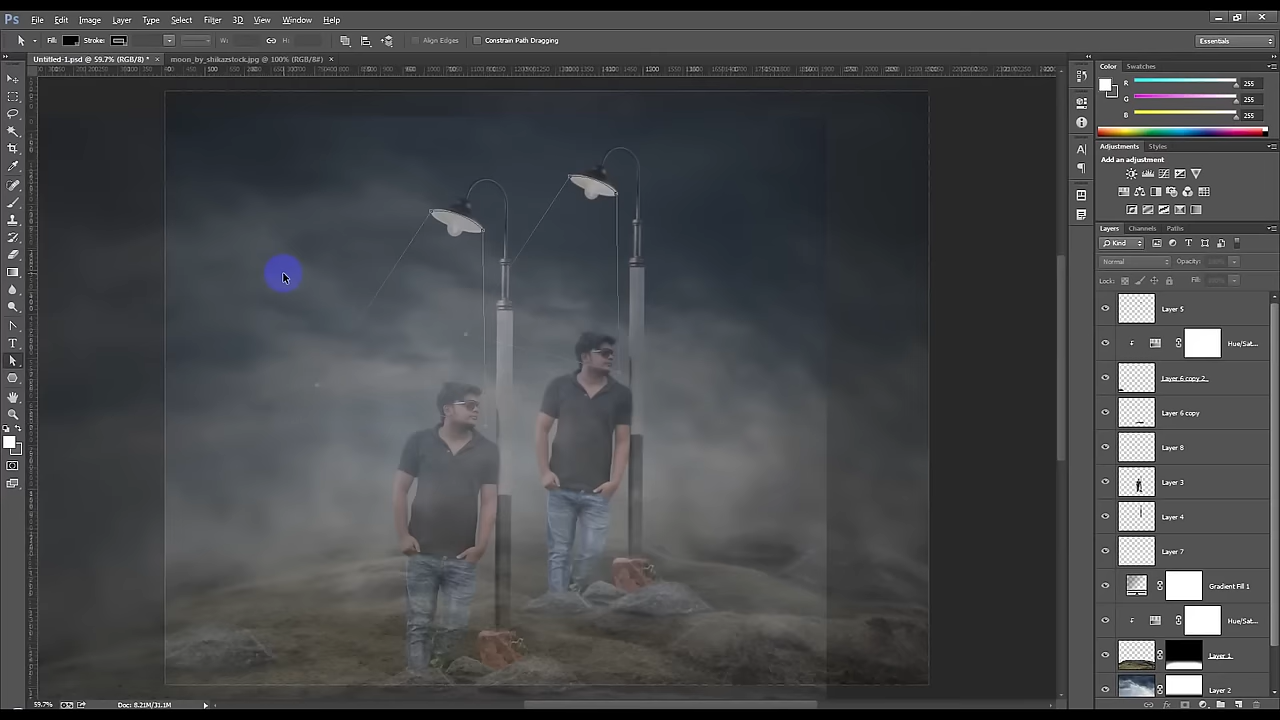 Ps File Edit Image Layer Type Select Filter 3D View Window Help
Fill: Stroke: W: H: Align Edges Constrain Path Dragging Essentials
Untitled-1.psd @ 59.7% (RGB/8) * × moon_by_shikazstock.jpg @ 100% (RGB/8#) ×
Color Swatches
R 255
G 255
B 255
Adjustments Styles
Add an adjustment
Layers Channels Paths
Kind
Normal Opacity: 100%
Lock: Fill: 100%
Layer 5
Hue/Sat...
Layer 6 copy 2
Layer 6 copy
Layer 8
Layer 3
Layer 4
Layer 7
Gradient Fill 1
Hue/Sat...
Layer 1
Layer 2
59.7% Doc: 8.21M/31.1M